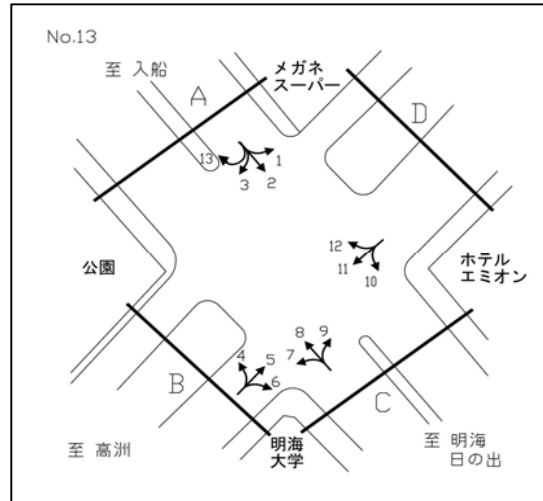 No.13
至 入船
メガネ
スーパー
A
D
13
1
3
2
12
11
10
公園
ホテル
エミオン
8
9
4
5
7
6
B
C
至 高洲
明海
大学
至 明海
日の出